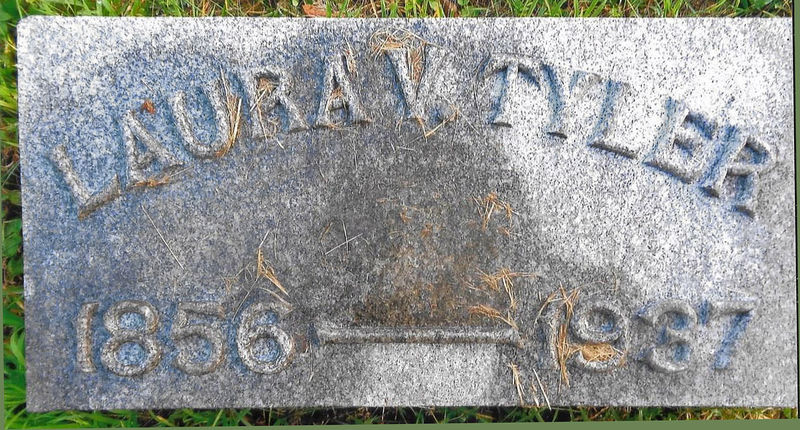 LAURA V. TYLER
1856 — 1937